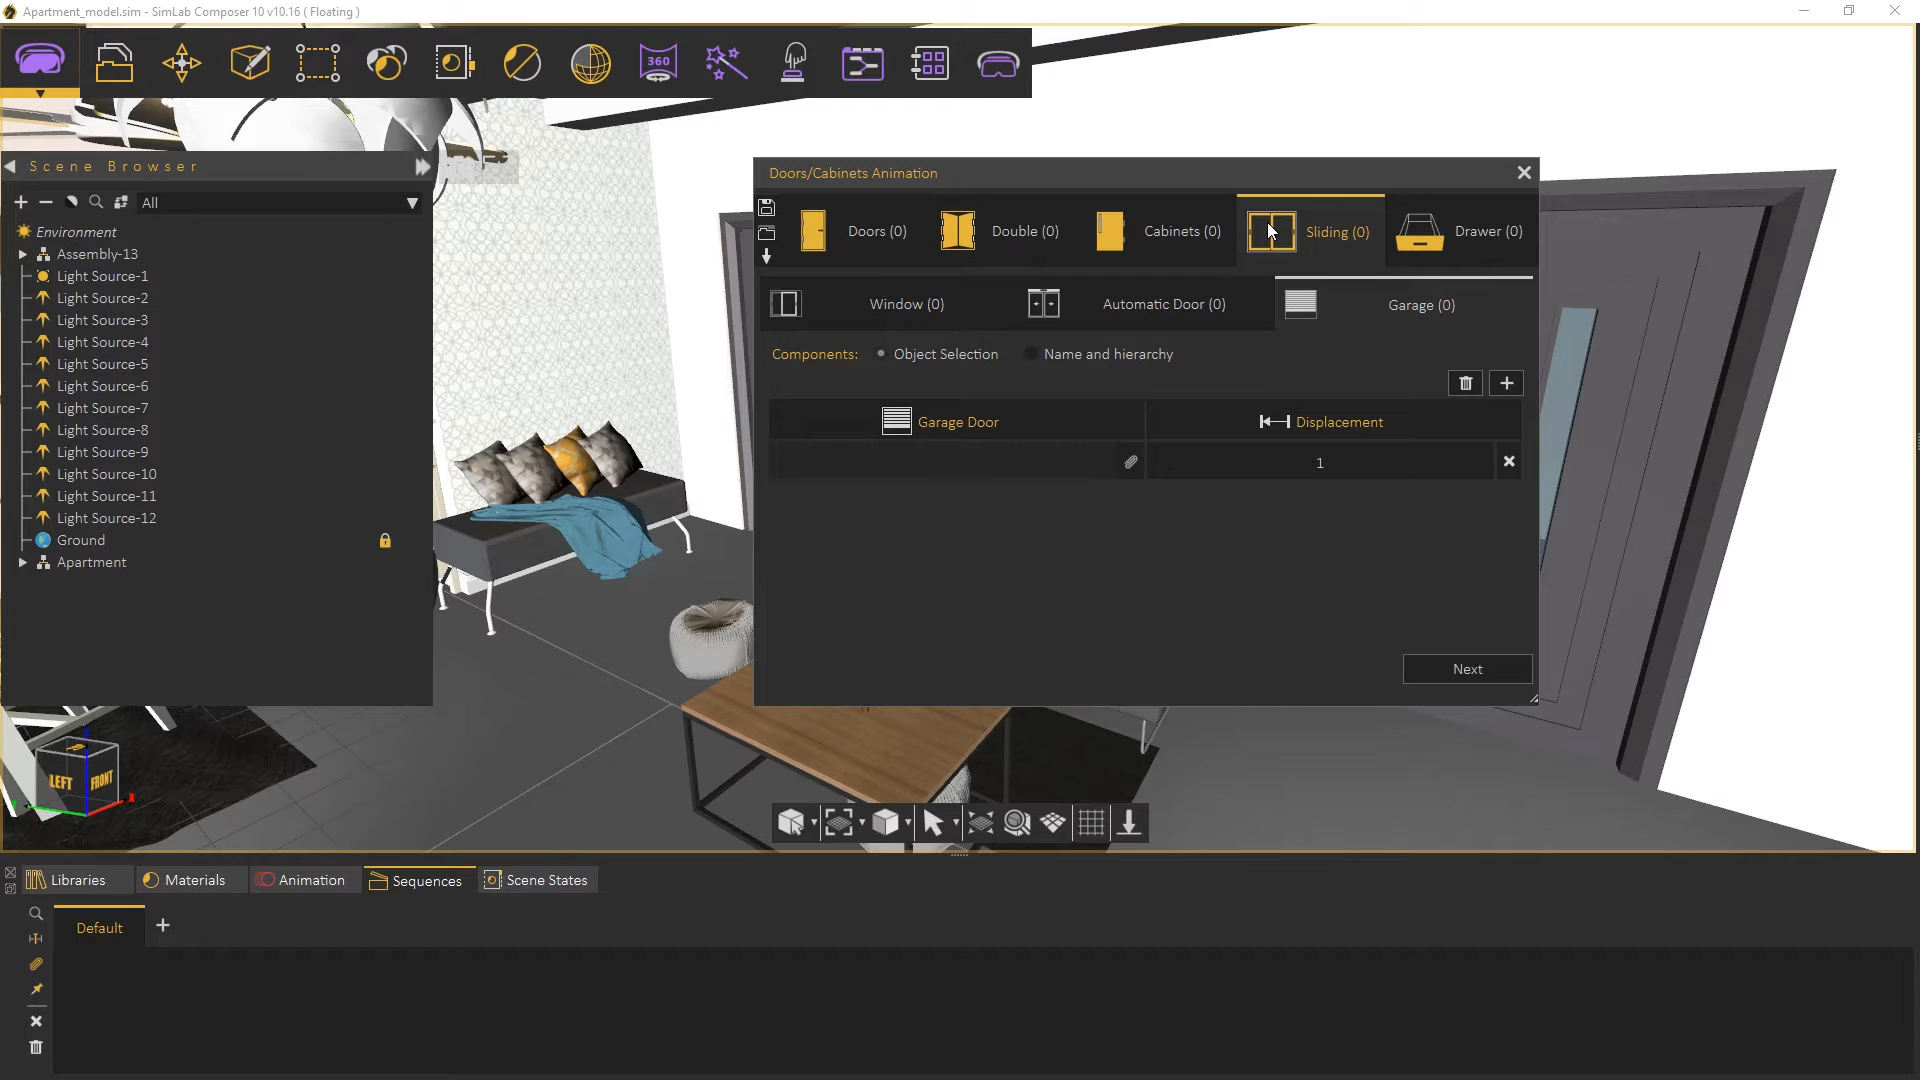 Apartment_model.sim - SimLab Composer 10 v10.16 ( Floating )
360
Scene Browser
All
Environment
Assembly-13
Light Source-1
Light Source-2
Light Source-3
Light Source-4
Light Source-5
Light Source-6
Light Source-7
Light Source-8
Light Source-9
Light Source-10
Light Source-11
Light Source-12
Ground
Apartment
Doors/Cabinets Animation
Doors (0) Double (0) Cabinets (0) Sliding (0) Drawer (0)
Window (0) Automatic Door (0) Garage (0)
Components: Object Selection Name and hierarchy
Garage Door Displacement
1
Next
LEFT FRONT
X
Libraries Materials Animation Sequences Scene States
Default